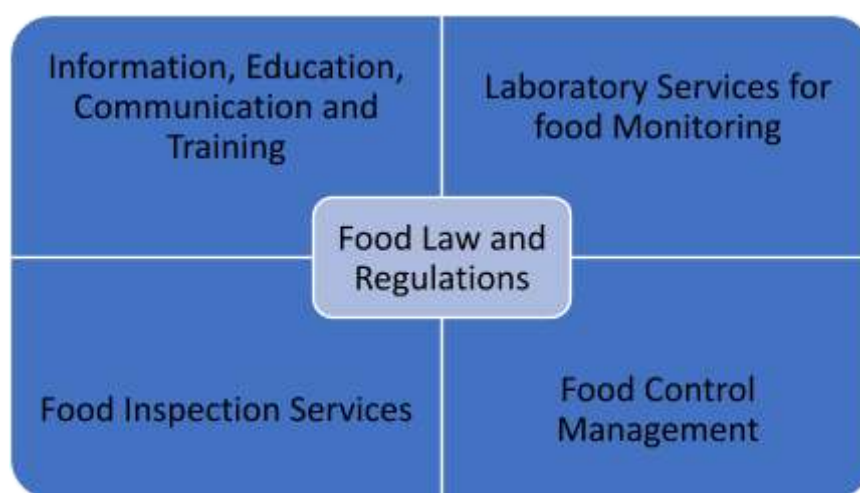 Information, Education,
Communication and
Training
Laboratory Services for
food Monitoring
Food Law and
Regulations
Food Inspection Services
Food Control
Management